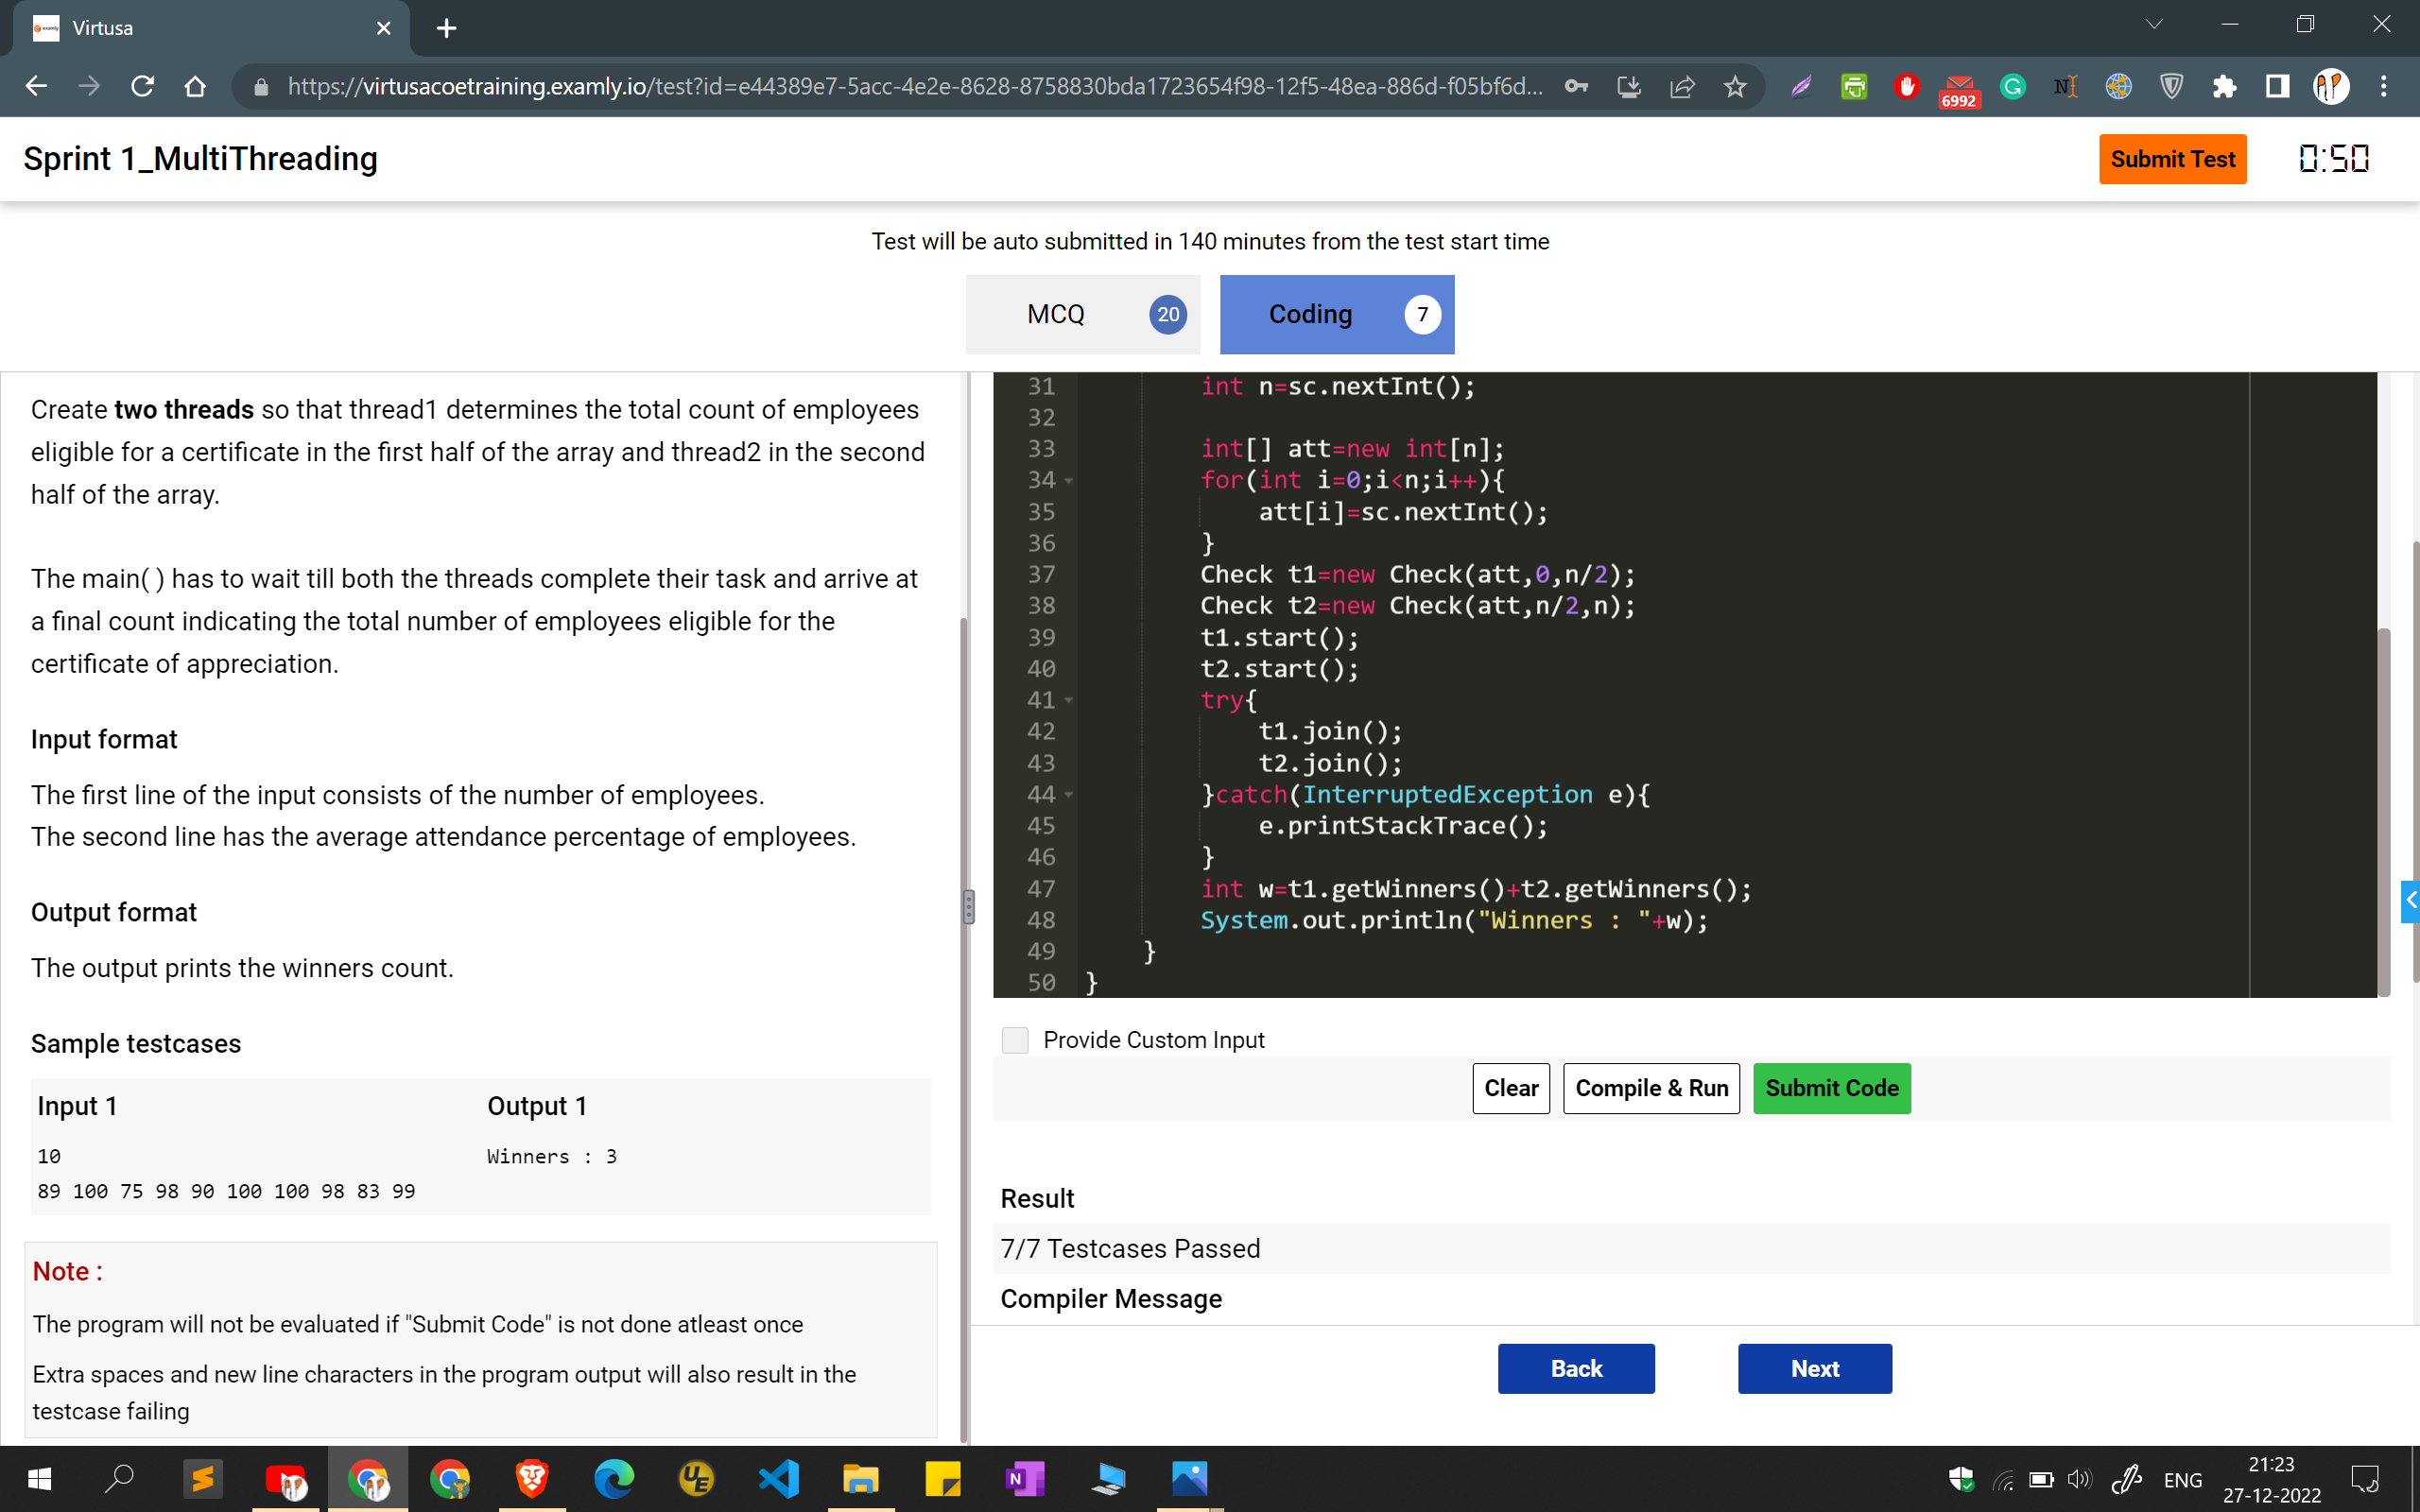 Virtusa
https://virtusacoetraining.examly.io/test?id=e44389e7-5acc-4e2e-8628-8758830bda1723654f98-12f5-48ea-886d-f05bf6d...
6992
Sprint 1_MultiThreading
Submit Test
0:50
Test will be auto submitted in 140 minutes from the test start time
MCQ 20
Coding 7
Create two threads so that thread1 determines the total count of employees
eligible for a certificate in the first half of the array and thread2 in the second
half of the array.
The main( ) has to wait till both the threads complete their task and arrive at
a final count indicating the total number of employees eligible for the
certificate of appreciation.
Input format
The first line of the input consists of the number of employees.
The second line has the average attendance percentage of employees.
Output format
The output prints the winners count.
Sample testcases
Input 1 Output 1
10 Winners : 3
89 100 75 98 90 100 100 98 83 99
Note :
The program will not be evaluated if "Submit Code" is not done atleast once
Extra spaces and new line characters in the program output will also result in the
testcase failing
31 int n=sc.nextInt();
32
33 int[] att=new int[n];
34 for(int i=0;i<n;i++){
35 att[i]=sc.nextInt();
36 }
37 Check t1=new Check(att,0,n/2);
38 Check t2=new Check(att,n/2,n);
39 t1.start();
40 t2.start();
41 try{
42 t1.join();
43 t2.join();
44 }catch(InterruptedException e){
45 e.printStackTrace();
46 }
47 int w=t1.getWinners()+t2.getWinners();
48 System.out.println("Winners : "+w);
49 }
50 }
Provide Custom Input
Clear
Compile & Run
Submit Code
Result
7/7 Testcases Passed
Compiler Message
Back
Next
ENG
21:23
27-12-2022